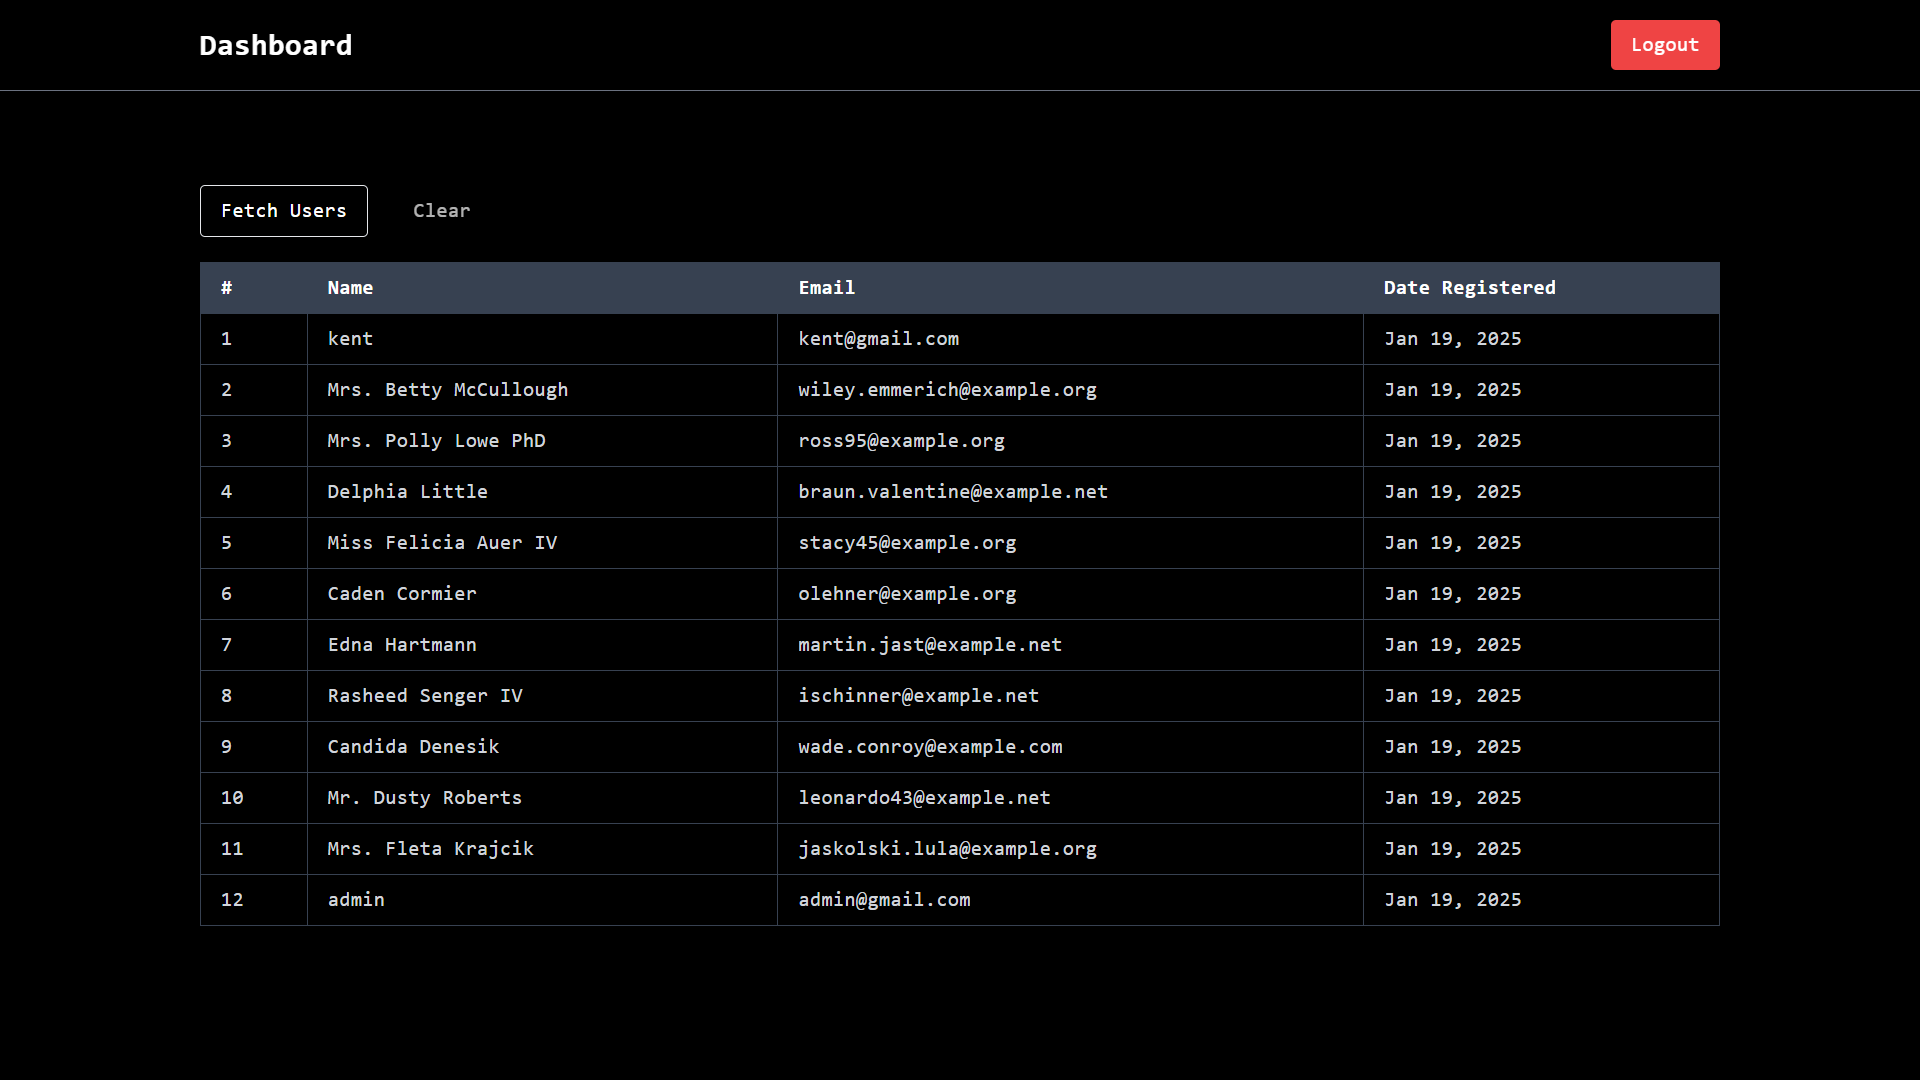 Dashboard Logout
Fetch Users Clear
# Name Email Date Registered
1 kent kent@gmail.com Jan 19, 2025
2 Mrs. Betty McCullough wiley.emmerich@example.org Jan 19, 2025
3 Mrs. Polly Lowe PhD ross95@example.org Jan 19, 2025
4 Delphia Little braun.valentine@example.net Jan 19, 2025
5 Miss Felicia Auer IV stacy45@example.org Jan 19, 2025
6 Caden Cormier olehner@example.org Jan 19, 2025
7 Edna Hartmann martin.jast@example.net Jan 19, 2025
8 Rasheed Senger IV ischinner@example.net Jan 19, 2025
9 Candida Denesik wade.conroy@example.com Jan 19, 2025
10 Mr. Dusty Roberts leonardo43@example.net Jan 19, 2025
11 Mrs. Fleta Krajcik jaskolski.lula@example.org Jan 19, 2025
12 admin admin@gmail.com Jan 19, 2025